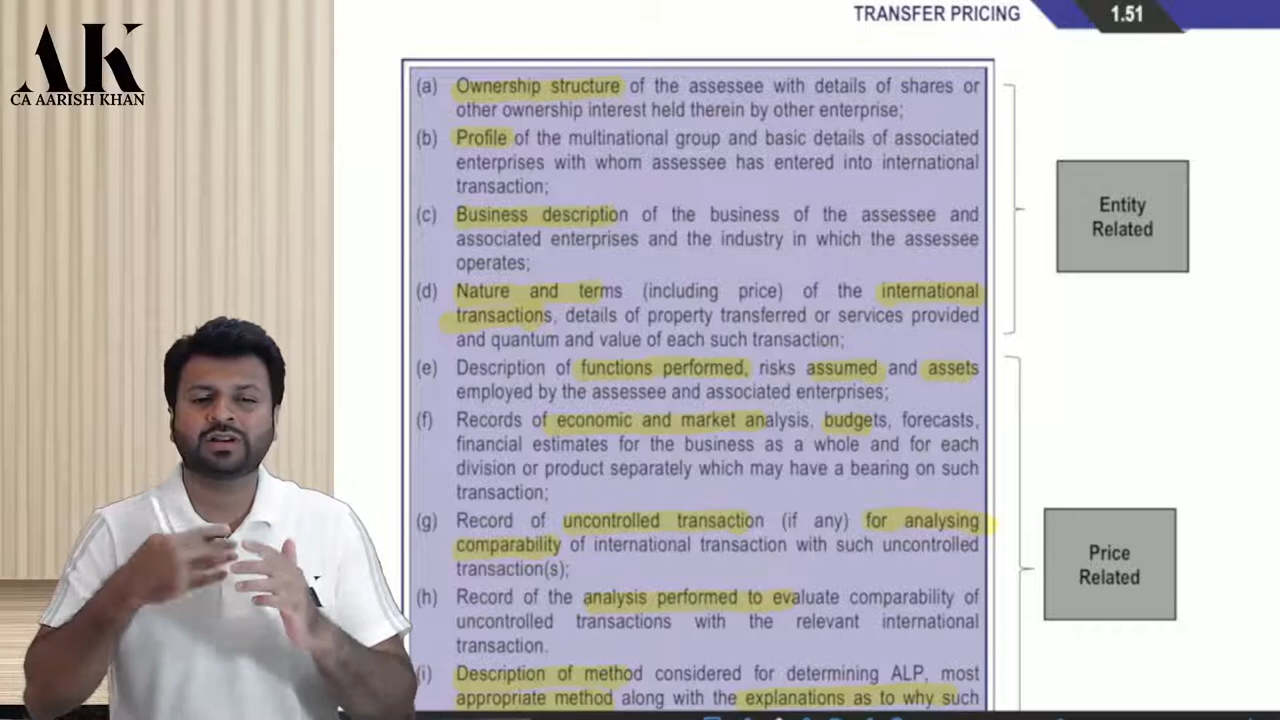 TRANSFER PRICING
1.51
AK
CA AARISH KHAN
(a) Ownership structure of the assessee with details of shares or
other ownership interest held therein by other enterprise;
(b) Profile of the multinational group and basic details of associated
enterprises with whom assessee has entered into international
transaction;
(c) Business description of the business of the assessee and
associated enterprises and the industry in which the assessee
operates;
(d) Nature and terms (including price) of the international
transactions, details of property transferred or services provided
and quantum and value of each such transaction;
Entity
Related
(e) Description of functions performed, risks assumed and assets
employed by the assessee and associated enterprises;
(f) Records of economic and market analysis, budgets, forecasts,
financial estimates for the business as a whole and for each
division or product separately which may have a bearing on such
transaction;
(g) Record of uncontrolled transaction (if any) for analysing
comparability of international transaction with such uncontrolled
transaction(s);
(h) Record of the analysis performed to evaluate comparability of
uncontrolled transactions with the relevant international
transaction.
(i) Description of method considered for determining ALP, most
appropriate method along with the explanations as to why such
Price
Related